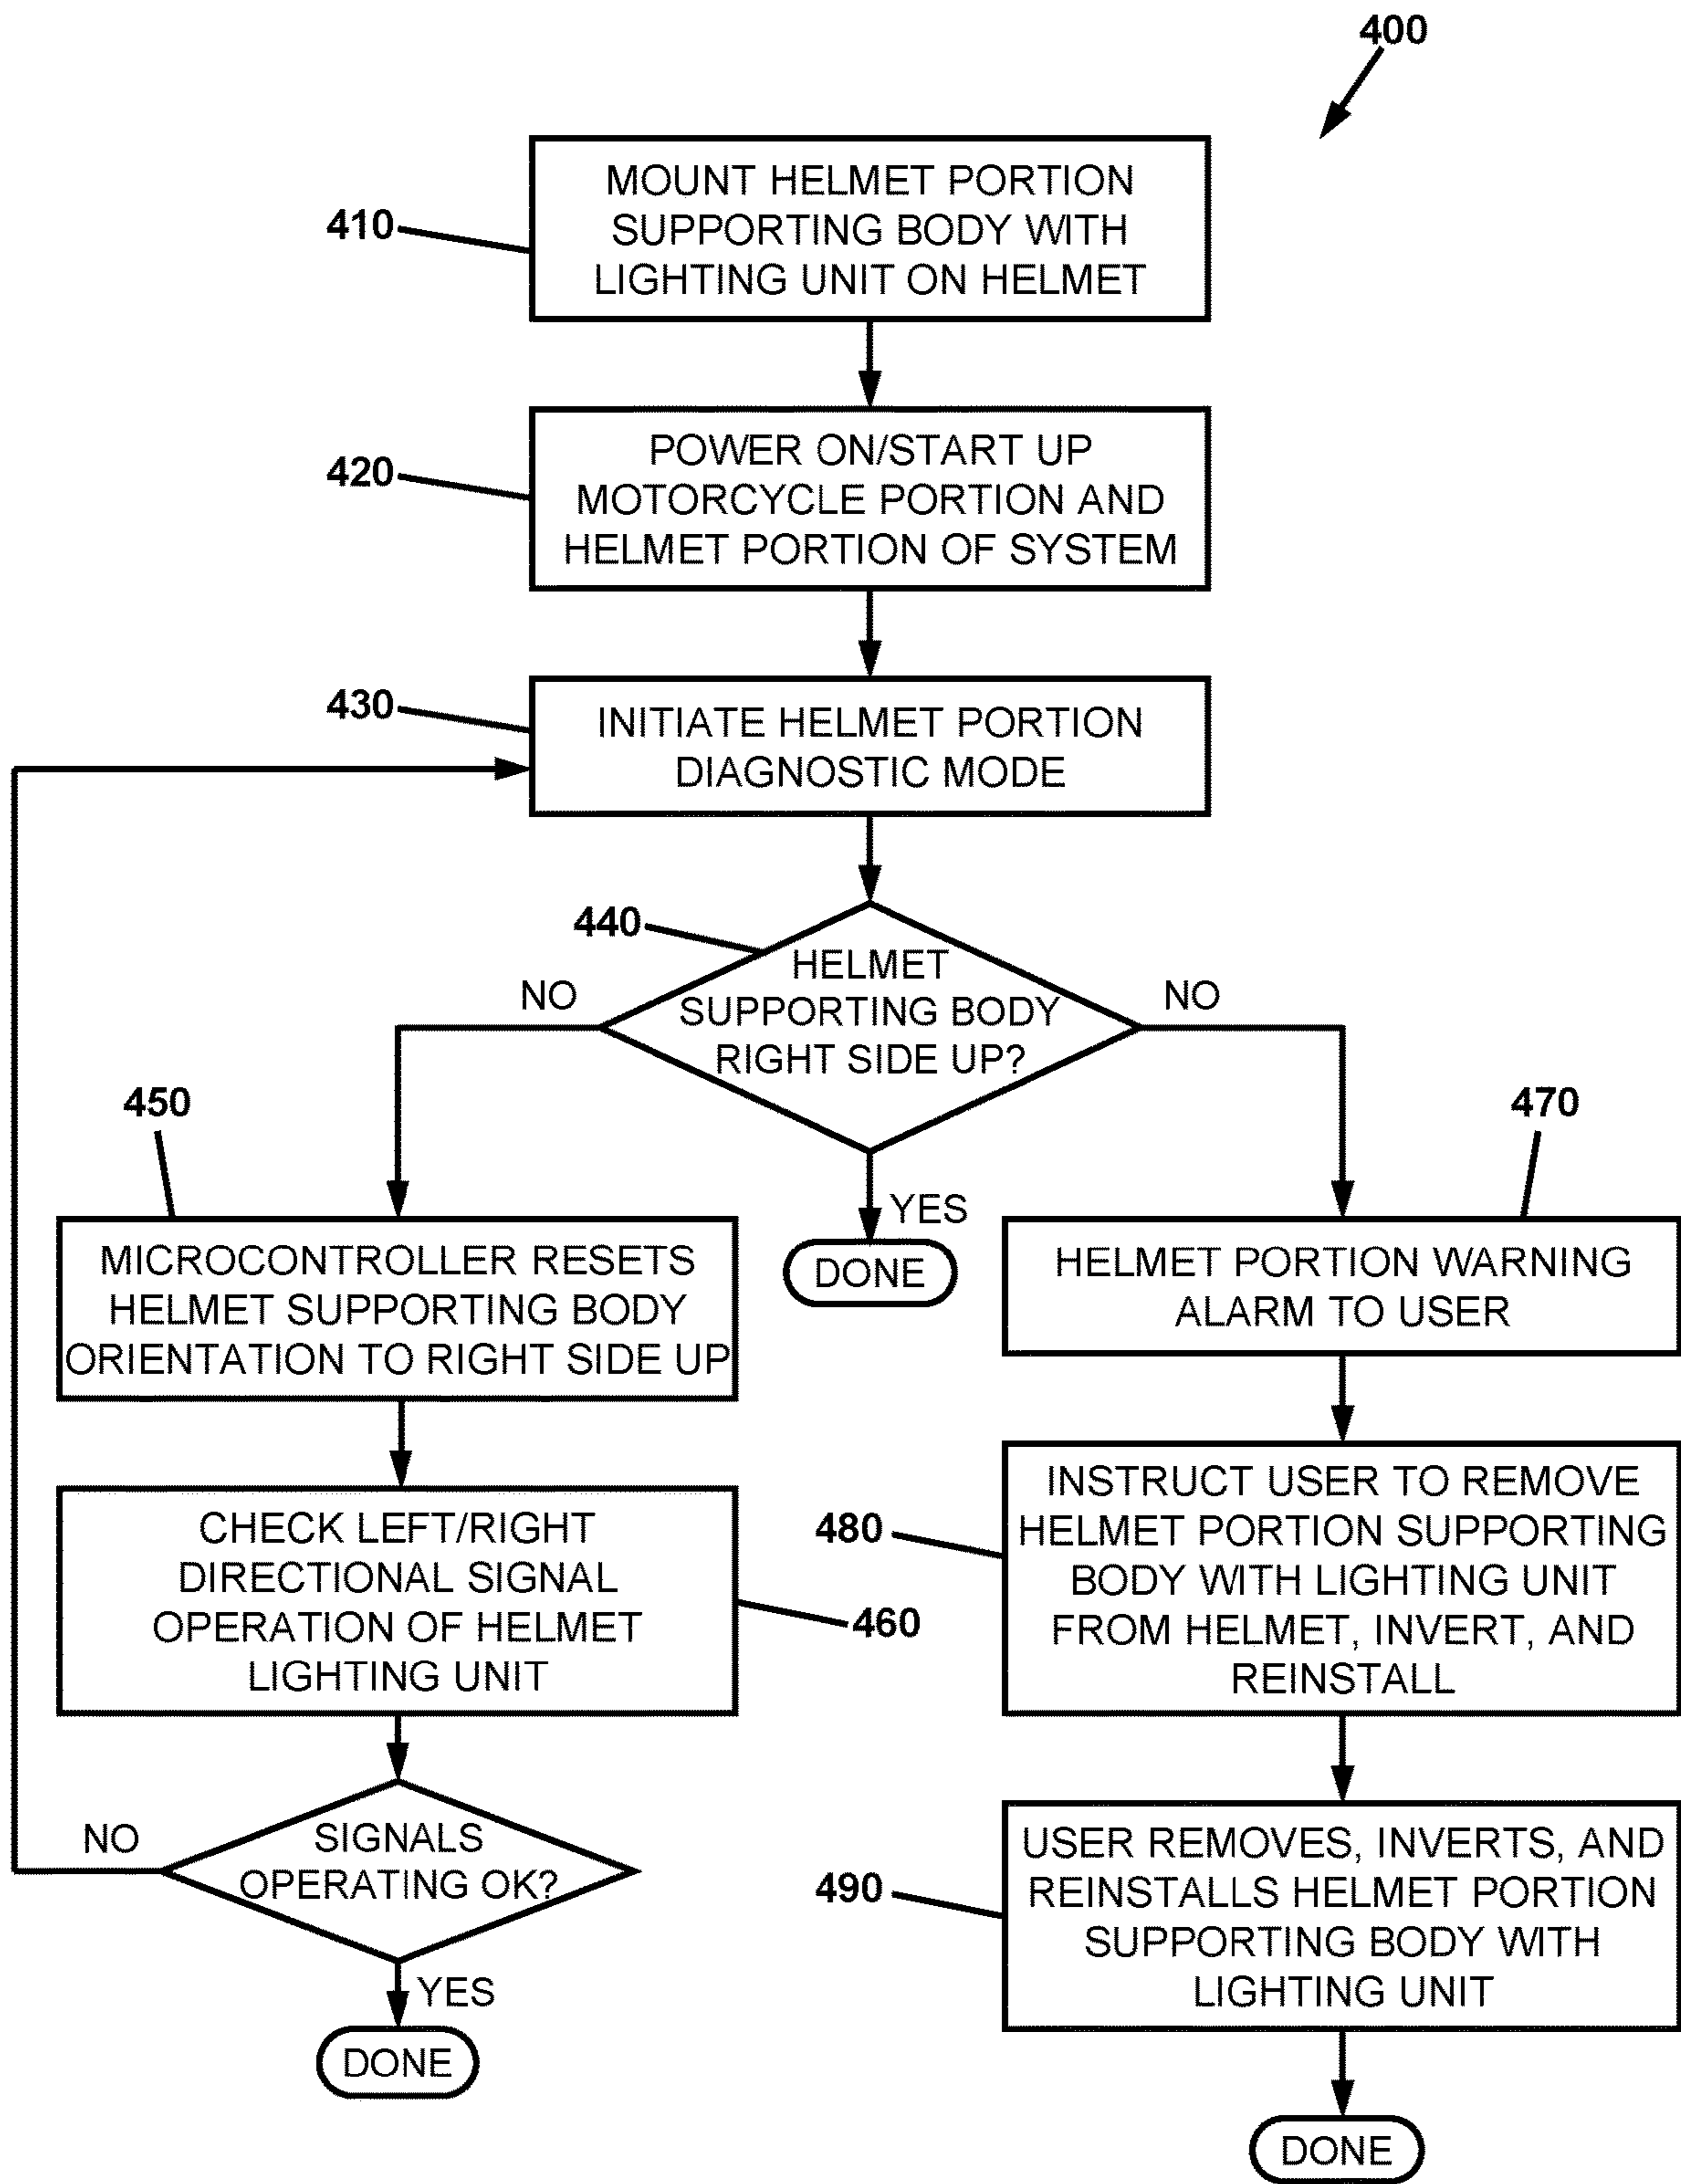 400
410
MOUNT HELMET PORTION
SUPPORTING BODY WITH
LIGHTING UNIT ON HELMET
420
POWER ON/START UP
MOTORCYCLE PORTION AND
HELMET PORTION OF SYSTEM
430
INITIATE HELMET PORTION
DIAGNOSTIC MODE
440
HELMET
SUPPORTING BODY
RIGHT SIDE UP?
NO
NO
YES
DONE
450
MICROCONTROLLER RESETS
HELMET SUPPORTING BODY
ORIENTATION TO RIGHT SIDE UP
CHECK LEFT/RIGHT
DIRECTIONAL SIGNAL
OPERATION OF HELMET
LIGHTING UNIT
460
SIGNALS
OPERATING OK?
NO
YES
DONE
470
HELMET PORTION WARNING
ALARM TO USER
480
INSTRUCT USER TO REMOVE
HELMET PORTION SUPPORTING
BODY WITH LIGHTING UNIT
FROM HELMET, INVERT, AND
REINSTALL
490
USER REMOVES, INVERTS, AND
REINSTALLS HELMET PORTION
SUPPORTING BODY WITH
LIGHTING UNIT
DONE